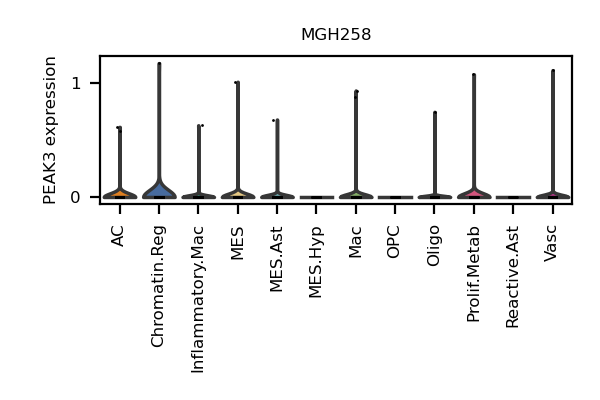 MGH258
PEAK3 expression
1
0
AC
Chromatin.Reg
Inflammatory.Mac
MES
MES.Ast
MES.Hyp
Mac
OPC
Oligo
Prolif.Metab
Reactive.Ast
Vasc